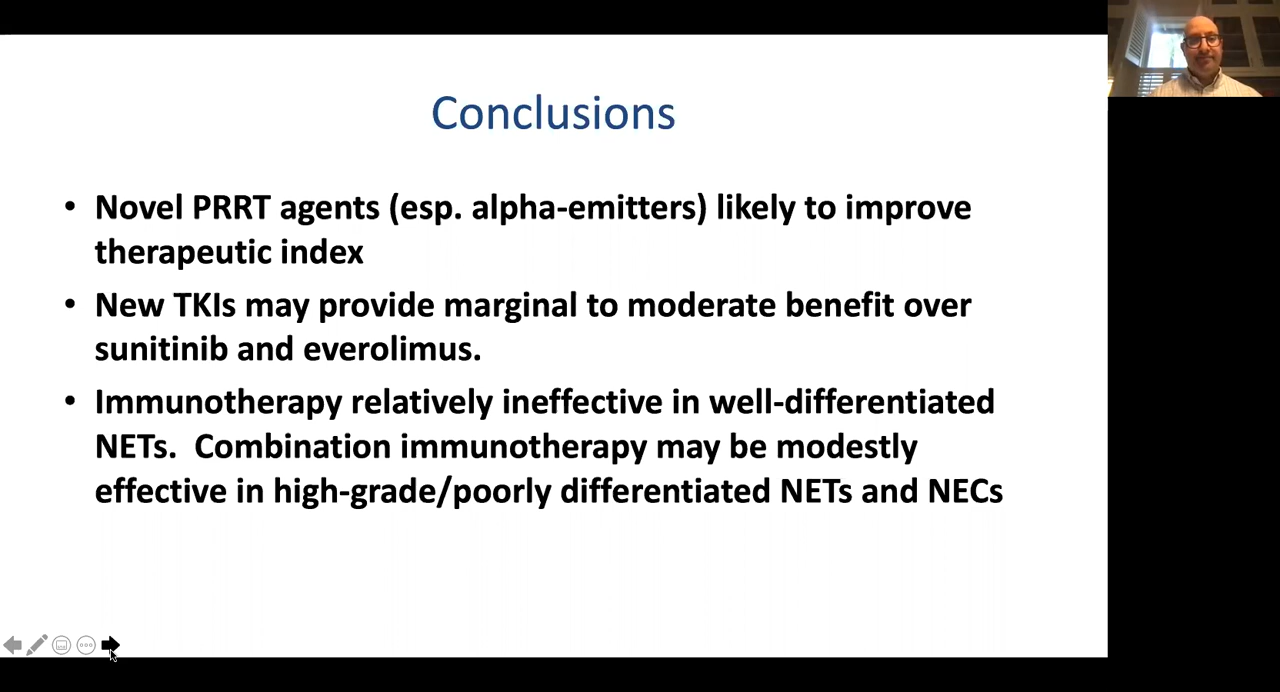 Conclusions
• Novel PRRT agents (esp. alpha-emitters) likely to improve
therapeutic index
• New TKIs may provide marginal to moderate benefit over
sunitinib and everolimus.
• Immunotherapy relatively ineffective in well-differentiated
NETs.  Combination immunotherapy may be modestly
effective in high-grade/poorly differentiated NETs and NECs